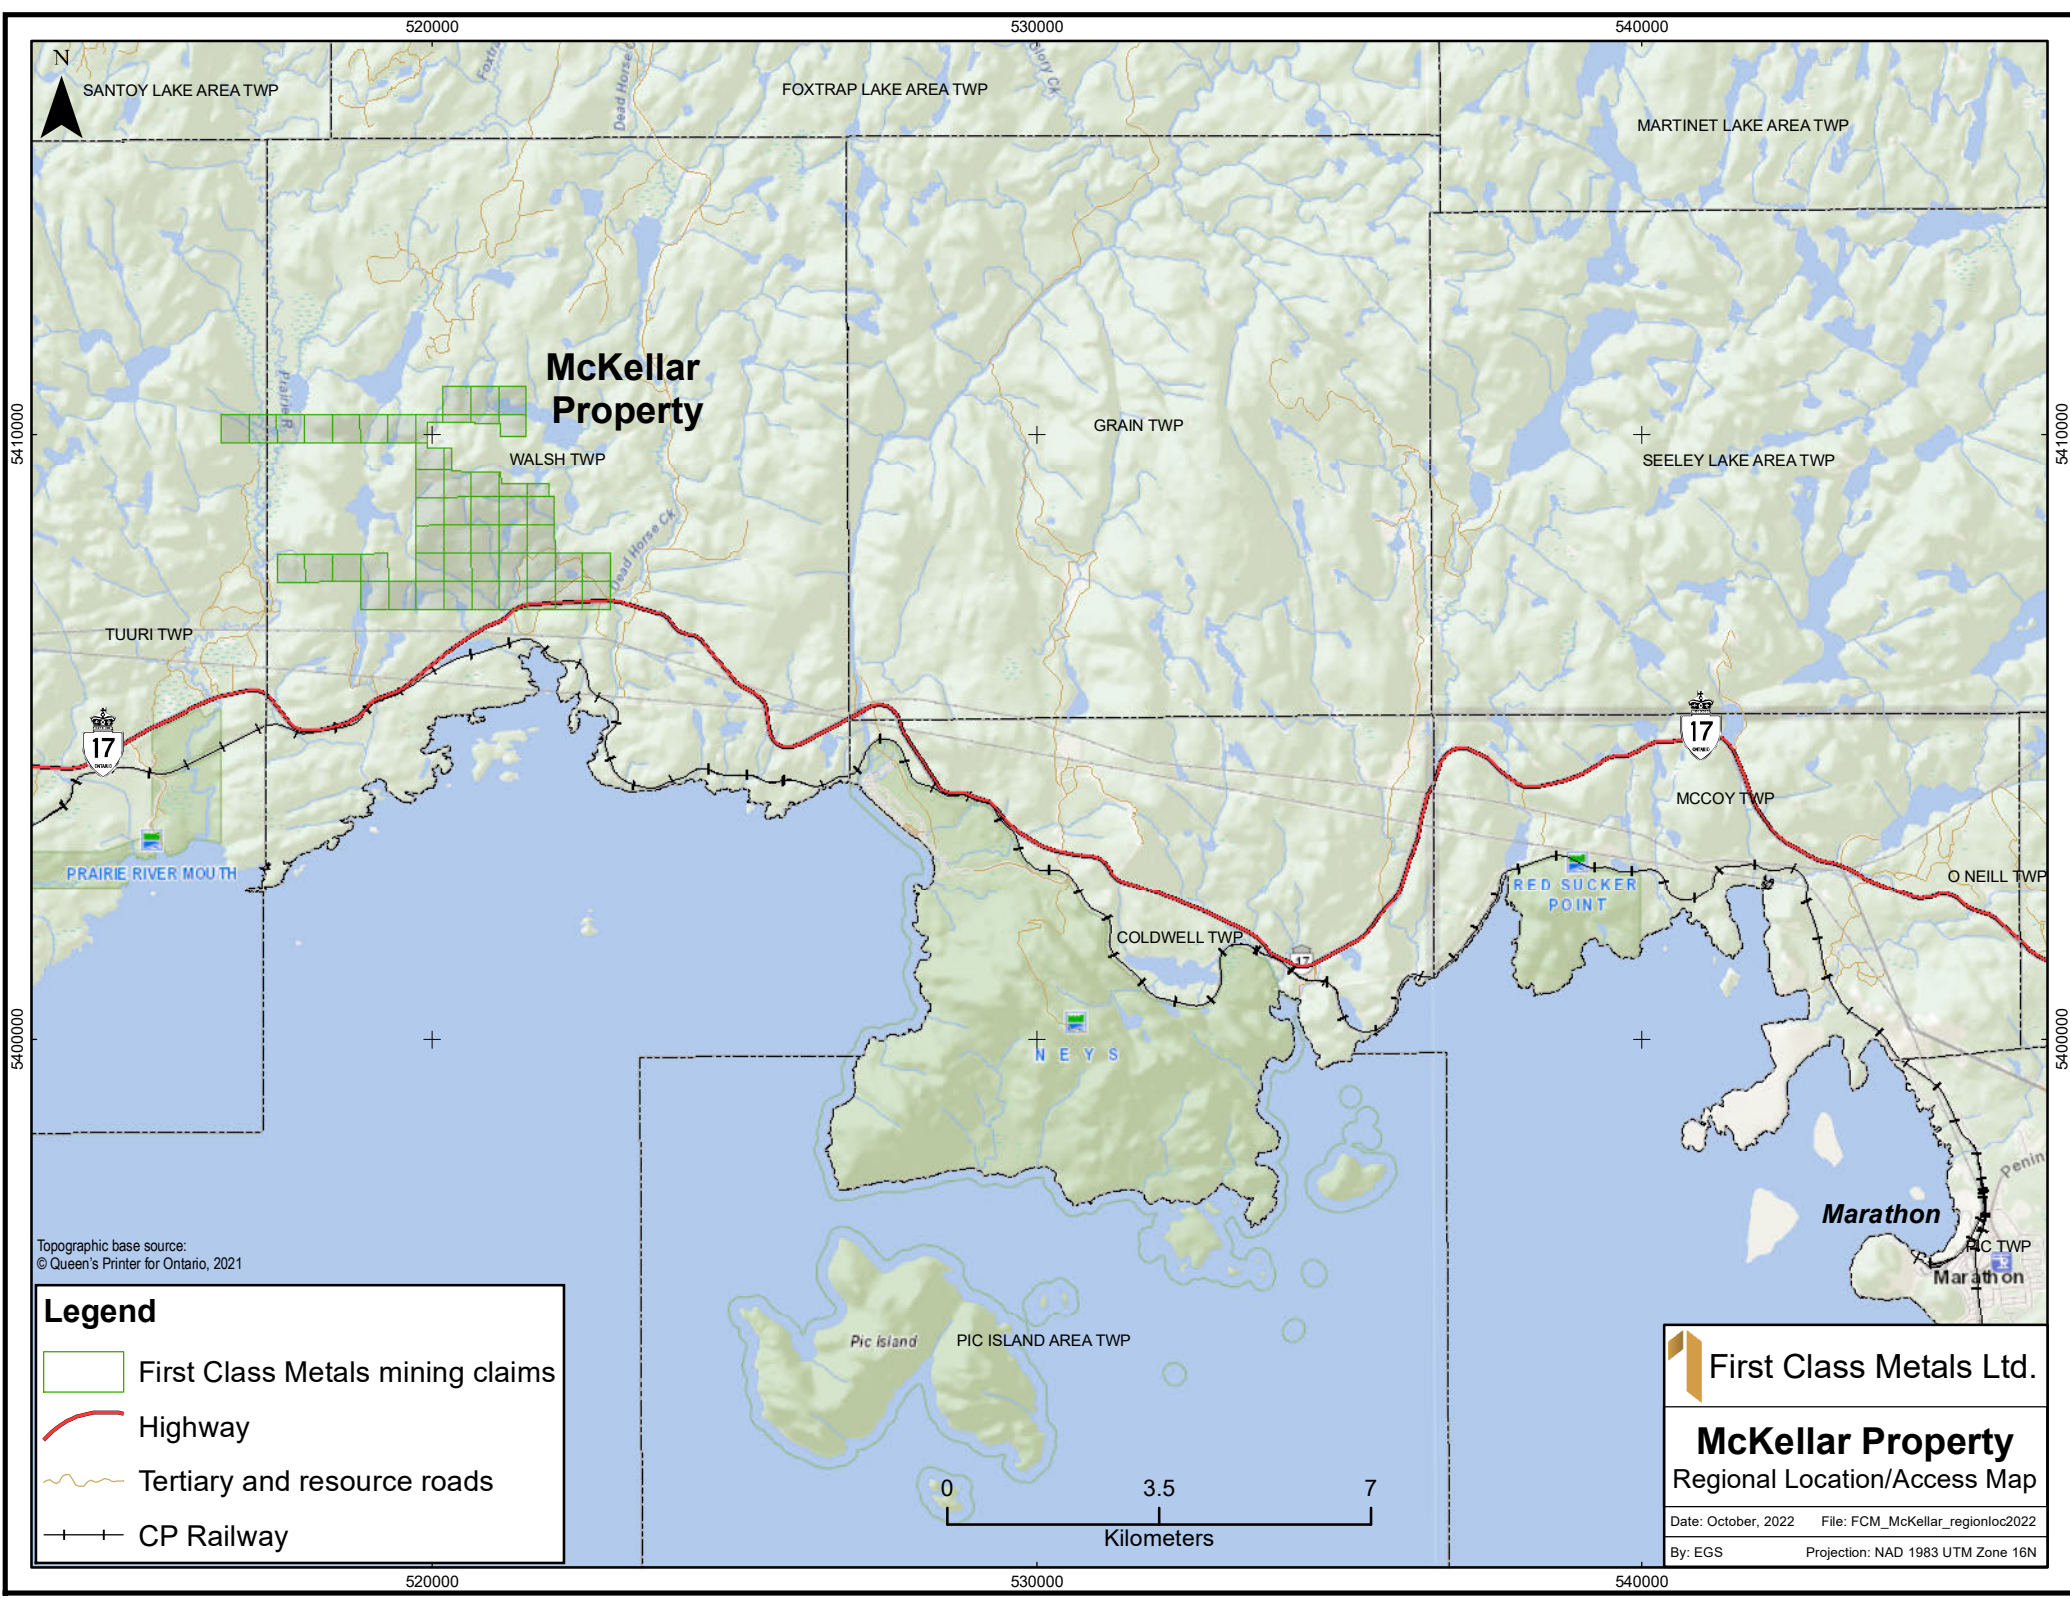 520000
530000
540000
N
SANTOY LAKE AREA TWP
FOXTRAP LAKE AREA TWP
MARTINET LAKE AREA TWP
Dead Horse
McKellar
Property
Prairie R
5410000
5410000
GRAIN TWP
WALSH TWP
SEELEY LAKE AREA TWP
Dead Horse Ck
TUURI TWP
17
ONTARIO
17
ONTARIO
MCCOY TWP
PRAIRIE RIVER MOUTH
RED SUCKER
POINT
O NEILL TWP
COLDWELL TWP
17
5400000
5400000
NEYS
Penin
Marathon
PIC TWP
Marathon
Topographic base source:
© Queen's Printer for Ontario, 2021
Pic Island
PIC ISLAND AREA TWP
Legend
First Class Metals mining claims
Highway
Tertiary and resource roads
CP Railway
0 3.5 7
Kilometers
First Class Metals Ltd.
McKellar Property
Regional Location/Access Map
Date: October, 2022 File: FCM_McKellar_regionloc2022
By: EGS Projection: NAD 1983 UTM Zone 16N
520000
530000
540000